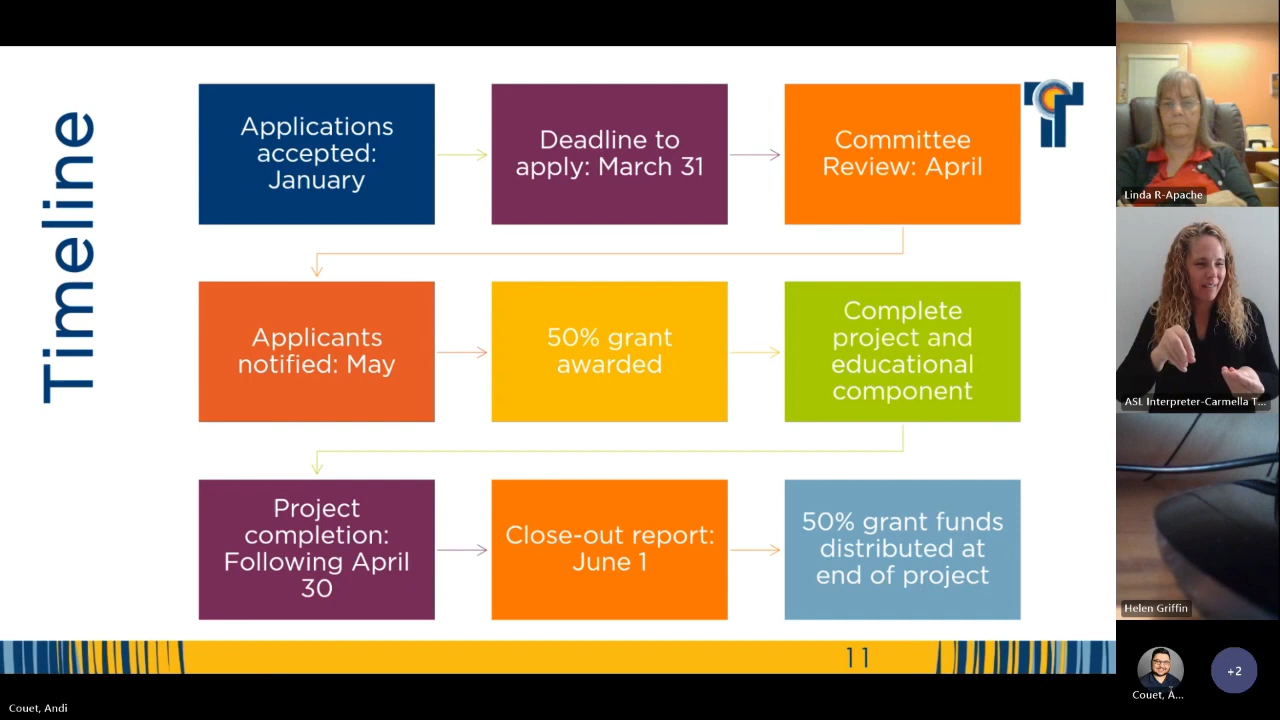 Timeline
Applications
accepted:
January
Deadline to
apply: March 31
Committee
Review: April
Applicants
notified: May
50% grant
awarded
Complete
project and
educational
component
Project
completion:
Following April
30
Close-out report:
June 1
50% grant funds
distributed at
end of project
11
Linda R-Apache
ASL Interpreter-Carmella T...
Helen Griffin
Couet, A...
+2
Couet, Andi